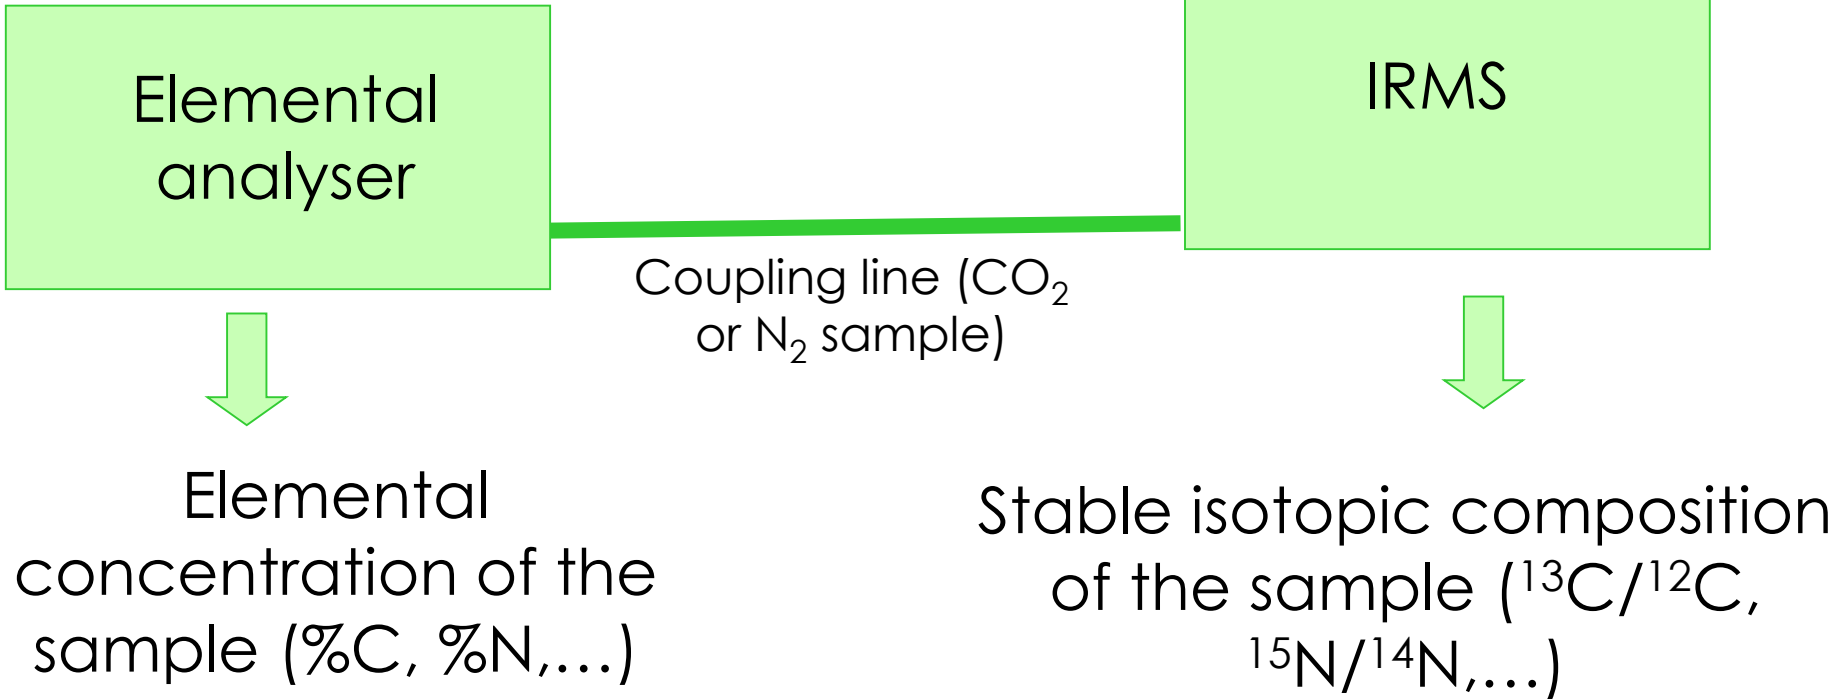 Elemental
analyser
IRMS
Coupling line (CO₂
or N₂ sample)
Elemental
concentration of the
sample (%C, %N,…)
Stable isotopic composition
of the sample (¹³C/¹²C,
¹⁵N/¹⁴N,…)